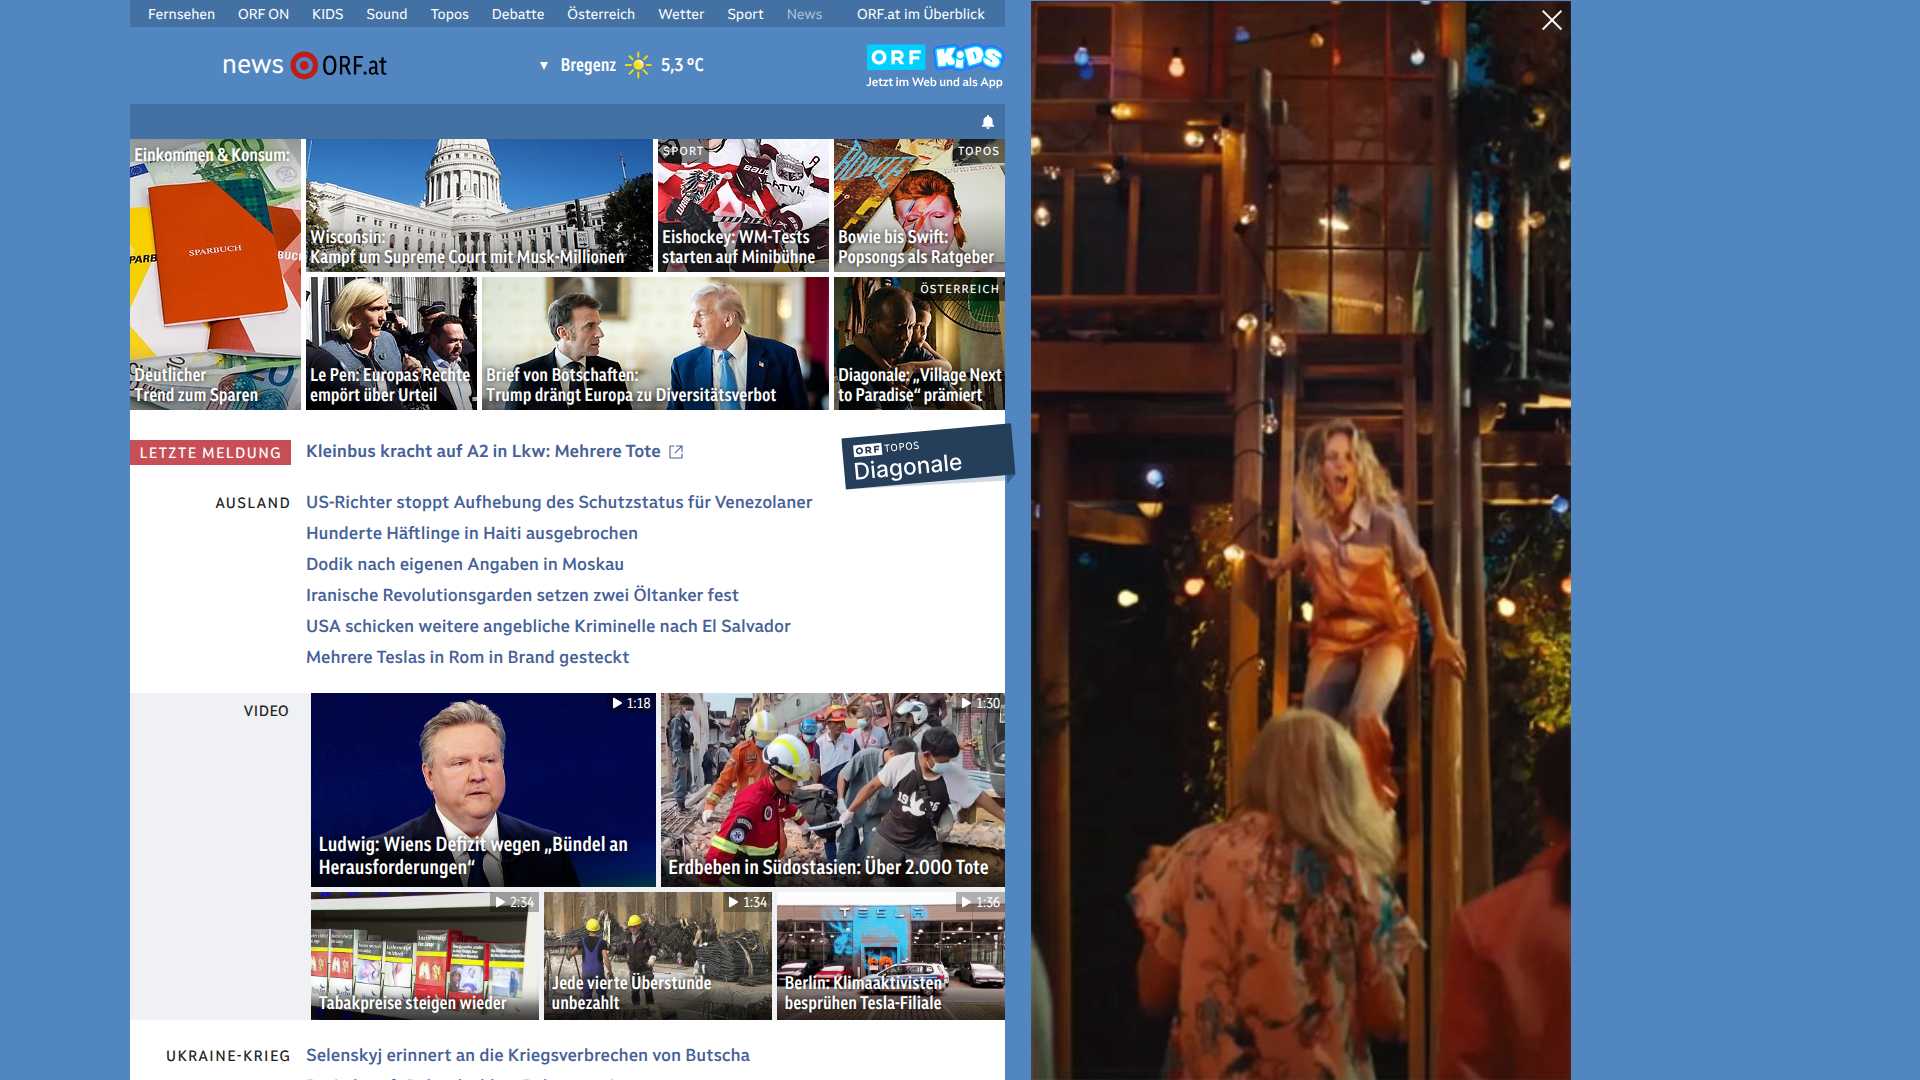 Fernsehen ORF ON KIDS Sound Topos Debatte Österreich Wetter Sport News ORF.at im Überblick
news ORF.at
Bregenz 5,3 °C
ORF KiDS
Jetzt im Web und als App
Einkommen & Konsum:
SPARBUCH
Deutlicher
Trend zum Sparen
Wisconsin:
Kampf um Supreme Court mit Musk-Millionen
SPORT
Eishockey: WM-Tests
starten auf Minibühne
TOPOS
BOWIE
Bowie bis Swift:
Popsongs als Ratgeber
Le Pen: Europas Rechte
empört über Urteil
Brief von Botschaften:
Trump drängt Europa zu Diversitätsverbot
ÖSTERREICH
Diagonale: „Village Next
to Paradise“ prämiert
LETZTE MELDUNG
Kleinbus kracht auf A2 in Lkw: Mehrere Tote
ORF TOPOS
Diagonale
AUSLAND
US-Richter stoppt Aufhebung des Schutzstatus für Venezolaner
Hunderte Häftlinge in Haiti ausgebrochen
Dodik nach eigenen Angaben in Moskau
Iranische Revolutionsgarden setzen zwei Öltanker fest
USA schicken weitere angebliche Kriminelle nach El Salvador
Mehrere Teslas in Rom in Brand gesteckt
VIDEO
1:18
Ludwig: Wiens Defizit wegen „Bündel an
Herausforderungen“
1:30
Erdbeben in Südostasien: Über 2.000 Tote
2:34
Tabakpreise steigen wieder
1:34
Jede vierte Überstunde
unbezahlt
1:36
TESLA
Berlin: Klimaaktivisten
besprühen Tesla-Filiale
UKRAINE-KRIEG
Selenskyj erinnert an die Kriegsverbrechen von Butscha